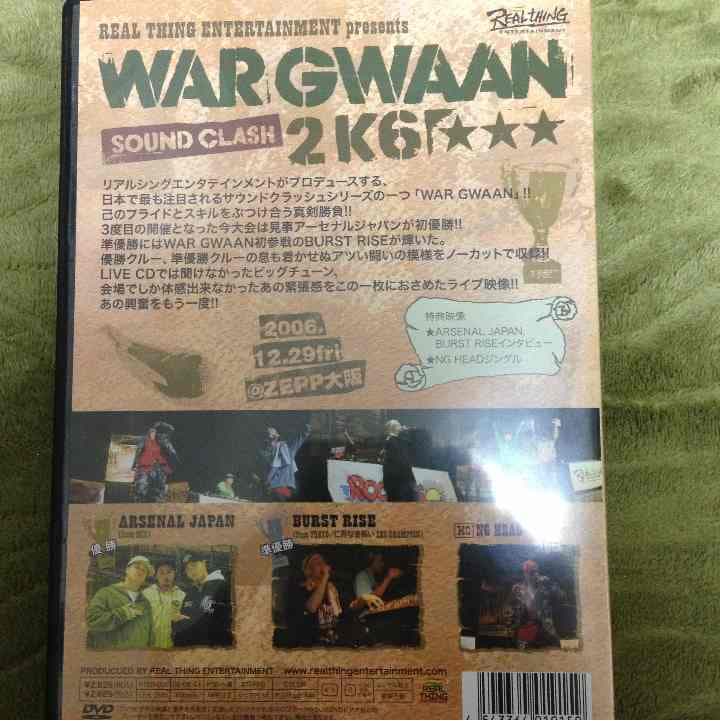 REAL THING ENTERTAINMENT presents
REAL THING
ENTERTAINMENT
WAR GWAAN
SOUND CLASH
2K6 ★★★
リアルシングエンタテインメントがプロデュースする、
日本で最も注目されるサウンドクラッシュシリーズの一つ「WAR GWAAN」!!
己のプライドとスキルをぶつけ合う真剣勝負!!
3度目の開催となった今大会は見事アーセナルジャパンが初優勝!!
準優勝にはWAR GWAAN初参戦のBURST RISEが輝いた。
優勝クルー、準優勝クルーの息も着かせぬアツい闘いの模様をノーカットで収録!!
LIVE CDでは聞けなかったビッグチューン、
会場でしか体感出来なかったあの緊張感をこの一枚におさめたライブ映像!!
あの興奮をもう一度!!
特典映像
★ARSENAL JAPAN,
BURST RISEインタビュー
★NG HEADジングル
2006.
12.29fri
@ZEPP大阪
優勝
ARSENAL JAPAN
準優勝
BURST RISE
MC NG HEAD
PRODUCUED BY REAL THING ENTERTAINMENT www.realthingentertainment.com
REAL
THING
DVD